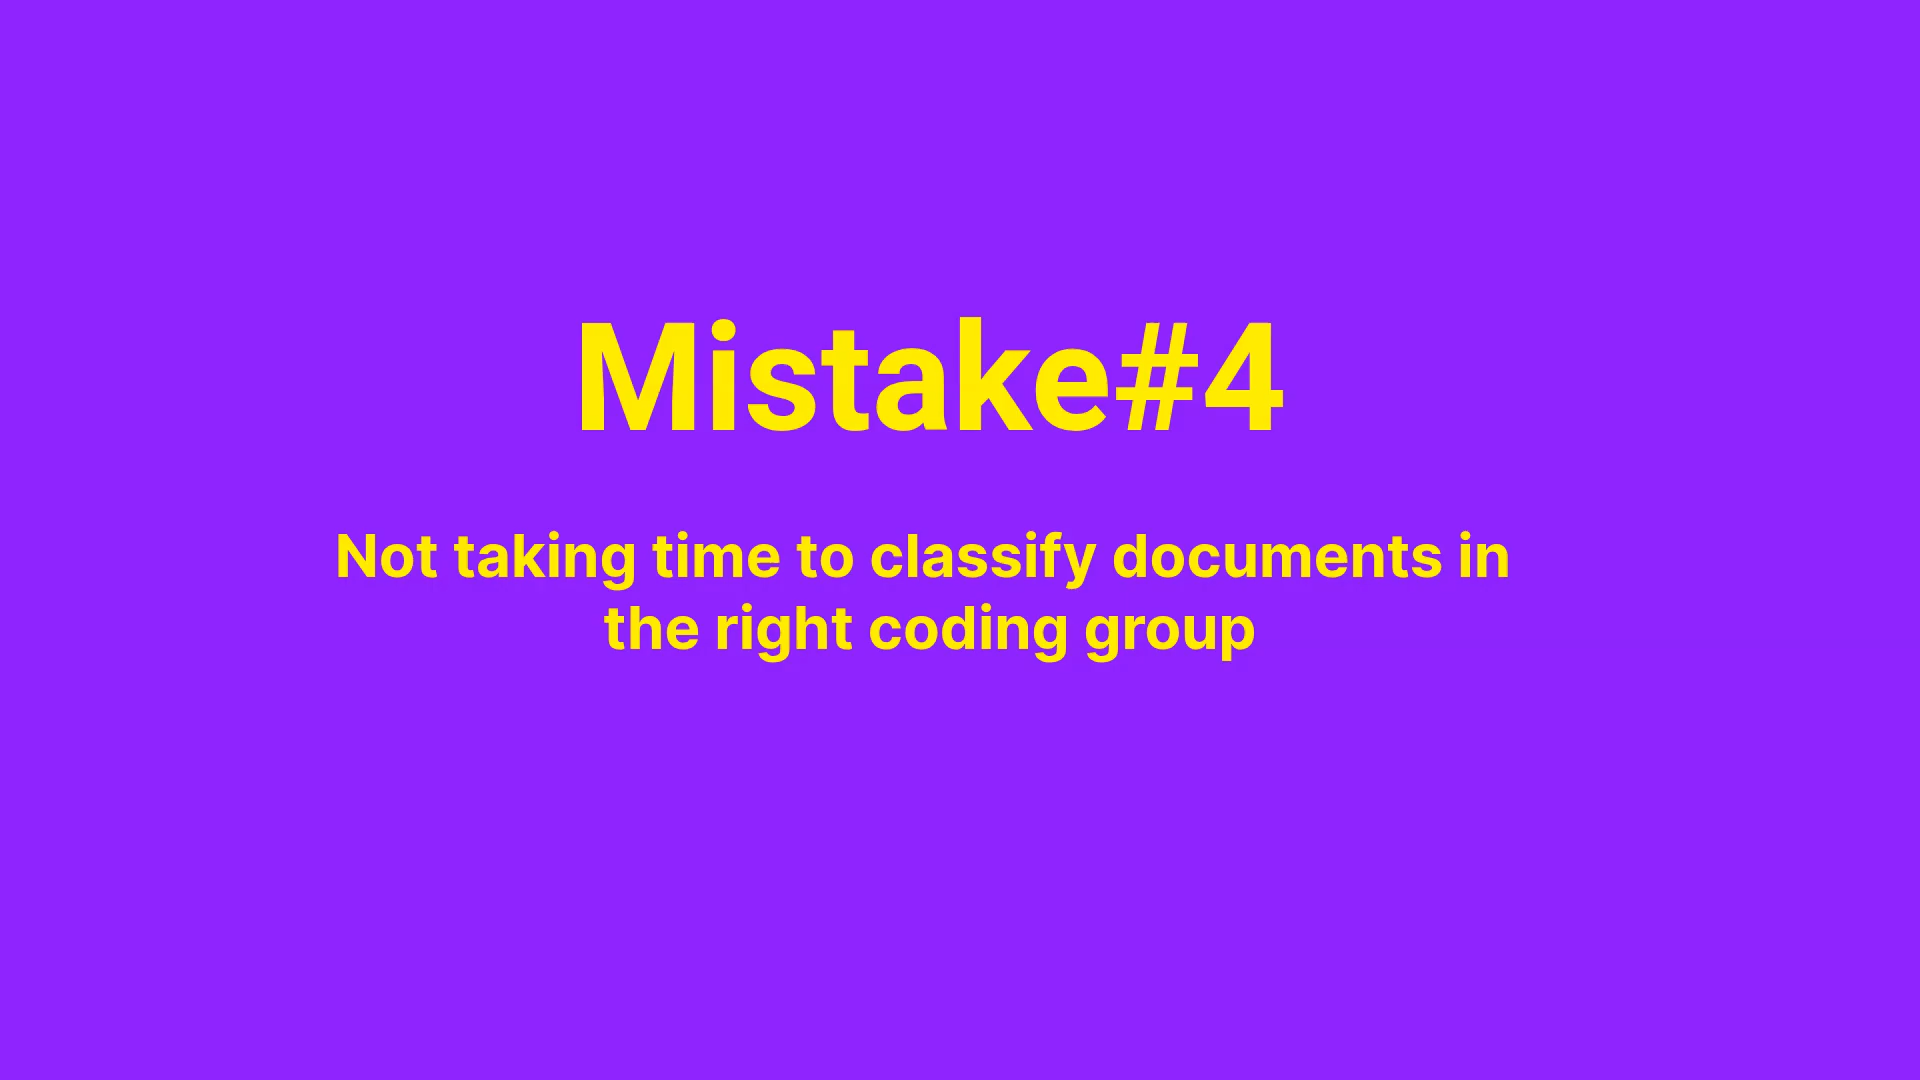 Mistake#4
Not taking time to classify documents in
the right coding group